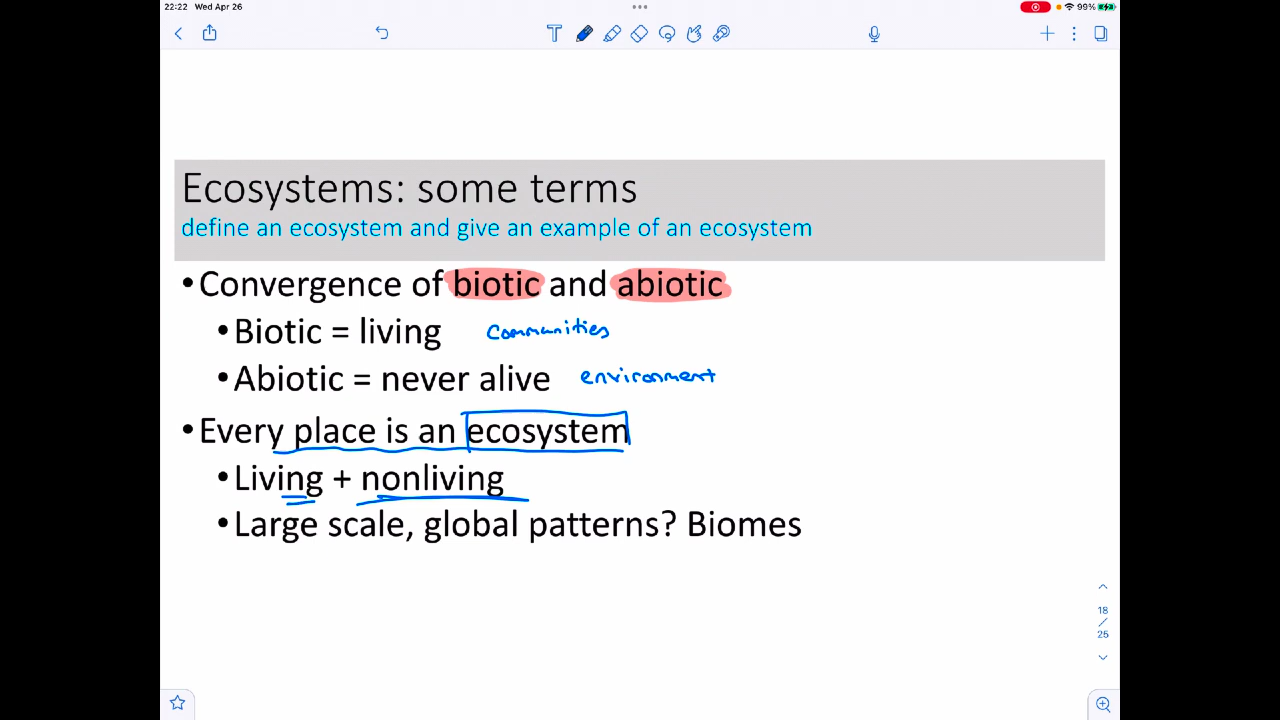 22:22 Wed Apr 26
99%
T
Ecosystems: some terms
define an ecosystem and give an example of an ecosystem
•Convergence of biotic and abiotic
•Biotic = living communities
•Abiotic = never alive environment
•Every place is an ecosystem
•Living + nonliving
•Large scale, global patterns? Biomes
18
/
25